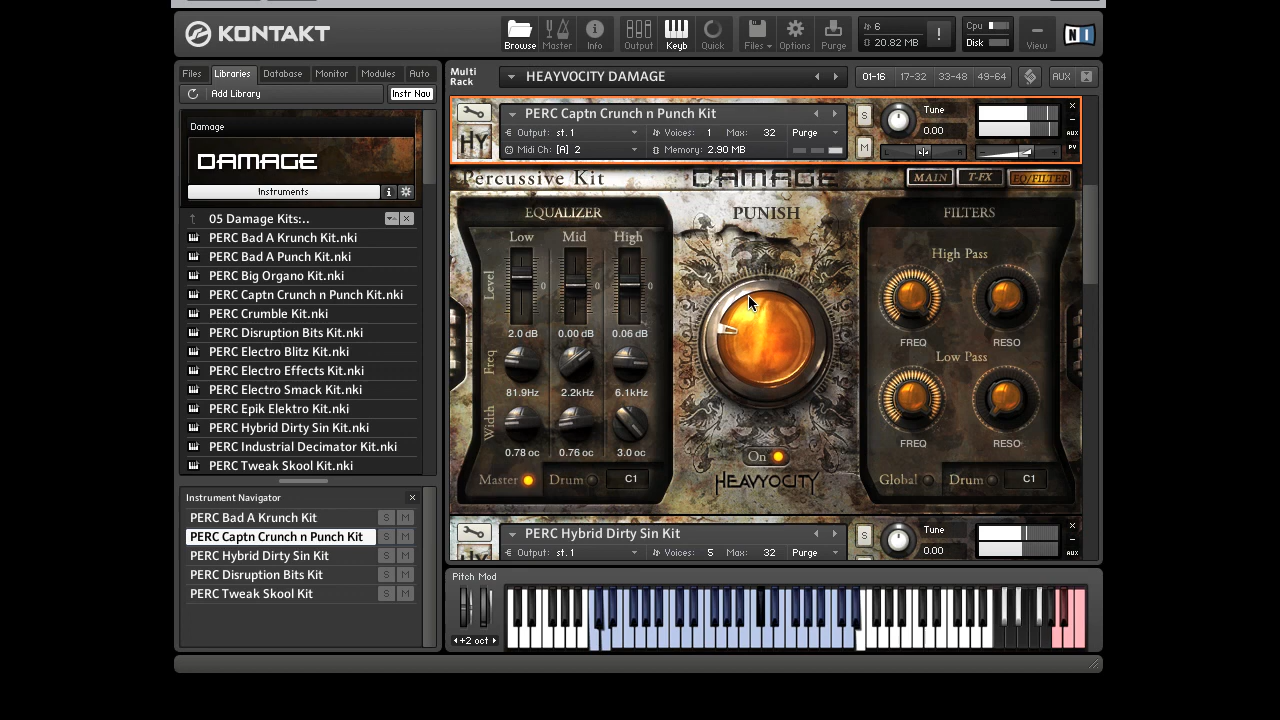 KONTAKT
Browse Master Info Output Keyb Quick Files Options Purge
6
20.82 MB
!
Cpu
Disk
View
NI
Files Libraries Database Monitor Modules Auto
Add Library
Instr Nav
Damage
DAMAGE
Instruments
05 Damage Kits:..
PERC Bad A Krunch Kit.nki
PERC Bad A Punch Kit.nki
PERC Big Organo Kit.nki
PERC Captn Crunch n Punch Kit.nki
PERC Crumble Kit.nki
PERC Disruption Bits Kit.nki
PERC Electro Blitz Kit.nki
PERC Electro Effects Kit.nki
PERC Electro Smack Kit.nki
PERC Epik Elektro Kit.nki
PERC Hybrid Dirty Sin Kit.nki
PERC Industrial Decimator Kit.nki
PERC Tweak Skool Kit.nki
Instrument Navigator
PERC Bad A Krunch Kit S M
PERC Captn Crunch n Punch Kit S M
PERC Hybrid Dirty Sin Kit S M
PERC Disruption Bits Kit S M
PERC Tweak Skool Kit S M
Multi Rack
HEAVYOCITY DAMAGE
01-16 17-32 33-48 49-64
AUX
HY
PERC Captn Crunch n Punch Kit
Output: st. 1 Voices: 1 Max: 32 Purge
Midi Ch: [A] 2 Memory: 2.90 MB
S
M
Tune
0.00
L R
AUX
PV
Percussive Kit
DAMAGE
MAIN T-FX EQ/FILTER
EQUALIZER
Low Mid High
Level
0 0 0
2.0 dB 0.00 dB 0.06 dB
Freq
81.9Hz 2.2kHz 6.1kHz
Width
0.78 oc 0.76 oc 3.0 oc
Master Drum C1
PUNISH
On
HEAVYOCITY
FILTERS
High Pass
FREQ RESO
Low Pass
FREQ RESO
Global Drum C1
PERC Hybrid Dirty Sin Kit
Output: st. 1 Voices: 5 Max: 32 Purge
S
Tune
0.00
AUX
Pitch Mod
+2 oct